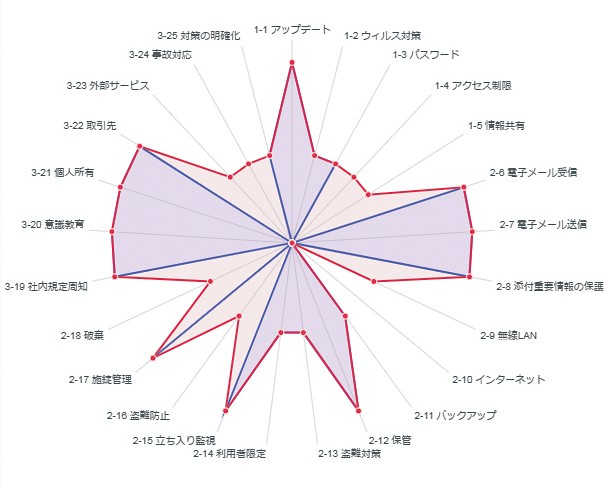 1-1 アップデート
1-2 ウィルス対策
1-3 パスワード
1-4 アクセス制限
1-5 情報共有
2-6 電子メール受信
2-7 電子メール送信
2-8 添付重要情報の保護
2-9 無線LAN
2-10 インターネット
2-11 バックアップ
2-12 保管
2-13 盗難対策
2-14 利用者限定
2-15 立ち入り監視
2-16 盗難防止
2-17 施錠管理
2-18 破棄
3-19 社内規定周知
3-20 意識教育
3-21 個人所有
3-22 取引先
3-23 外部サービス
3-24 事故対応
3-25 対策の明確化